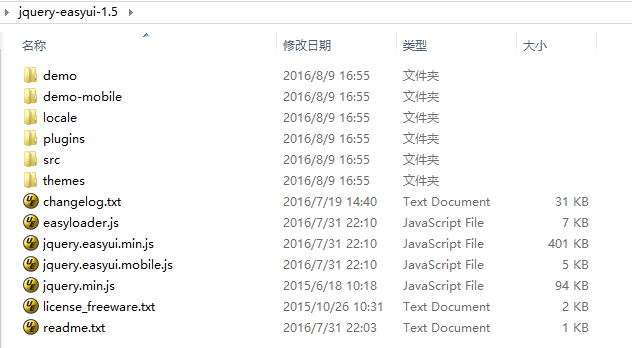 jquery-easyui-1.5
名称 修改日期 类型 大小
demo 2016/8/9 16:55 文件夹
demo-mobile 2016/8/9 16:55 文件夹
locale 2016/8/9 16:55 文件夹
plugins 2016/8/9 16:55 文件夹
src 2016/8/9 16:55 文件夹
themes 2016/8/9 16:55 文件夹
changelog.txt 2016/7/19 14:40 Text Document 31 KB
easyloader.js 2016/7/31 22:10 JavaScript File 7 KB
jquery.easyui.min.js 2016/7/31 22:10 JavaScript File 401 KB
jquery.easyui.mobile.js 2016/7/31 22:10 JavaScript File 5 KB
jquery.min.js 2015/6/18 10:18 JavaScript File 94 KB
license_freeware.txt 2015/10/26 10:31 Text Document 2 KB
readme.txt 2016/7/31 22:03 Text Document 1 KB